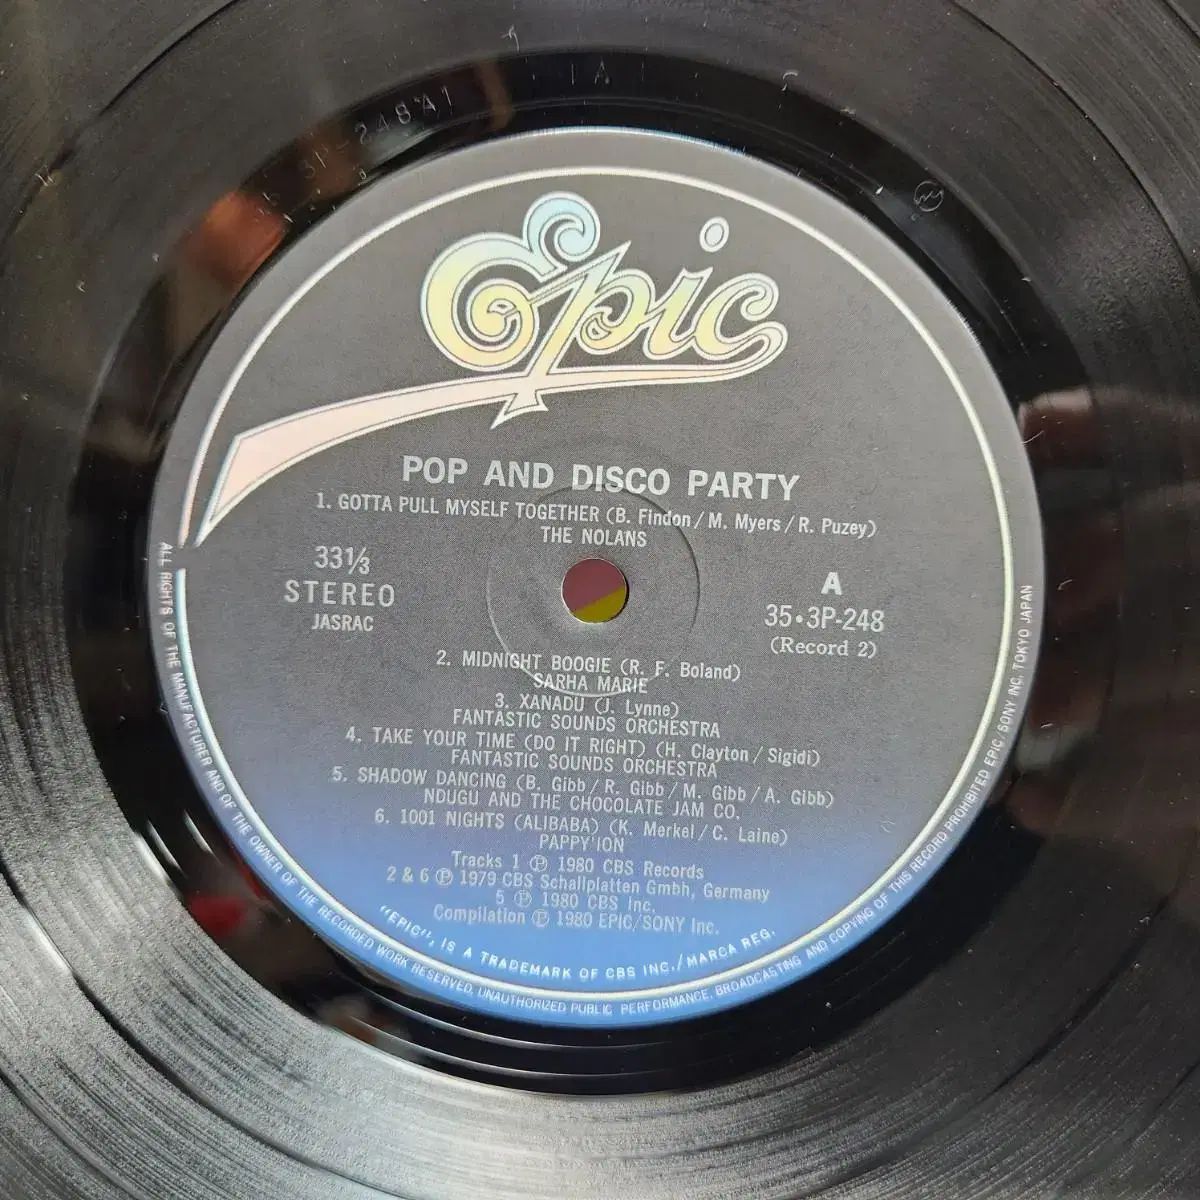 Epic
POP AND DISCO PARTY
1. GOTTA PULL MYSELF TOGETHER (B. Findon/M. Myers/R. Puzey)
THE NOLANS
33⅓
STEREO
JASRAC
A
35•3P-248
(Record 2)
2. MIDNIGHT BOOGIE (R. F. Boland)
SARHA MARIE
3. XANADU (J. Lynne)
FANTASTIC SOUNDS ORCHESTRA
4. TAKE YOUR TIME (DO IT RIGHT) (H. Clayton/Sigidi)
FANTASTIC SOUNDS ORCHESTRA
5. SHADOW DANCING (B. Gibb/R. Gibb/M. Gibb/A. Gibb)
NDUGU AND THE CHOCOLATE JAM CO.
6. 1001 NIGHTS (ALIBABA) (K. Merkel/C. Laine)
PAPPY'ION
Tracks 1 Ⓟ 1980 CBS Records
2 & 6 Ⓟ 1979 CBS Schallplatten Gmbh, Germany
5 Ⓟ 1980 CBS Inc.
Compilation Ⓟ 1980 EPIC/SONY Inc.
"EPIC", IS A TRADEMARK OF CBS INC./MARCA REG.
ALL RIGHTS OF THE MANUFACTURER AND OF THE OWNER OF THE RECORDED WORK RESERVED. UNAUTHORIZED PUBLIC PERFORMANCE, BROADCASTING AND COPYING OF THIS RECORD PROHIBITED EPIC/SONY INC. TOKYO JAPAN